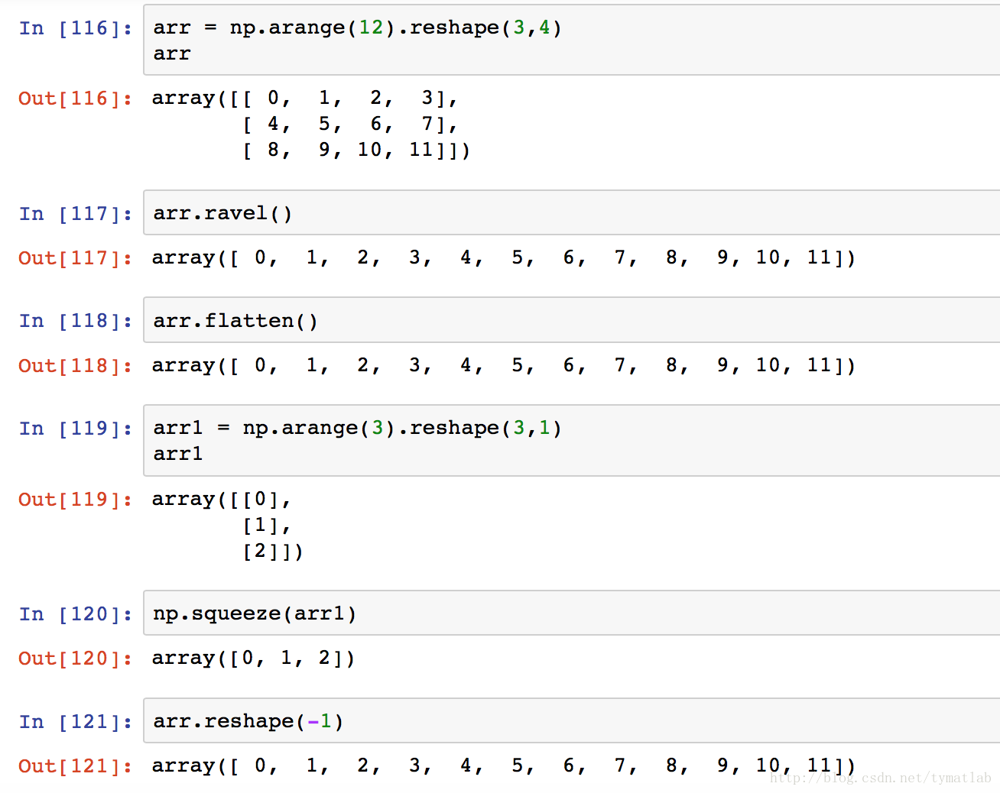 In [116]: arr = np.arange(12).reshape(3,4)
arr
Out[116]: array([[ 0,  1,  2,  3],
       [ 4,  5,  6,  7],
       [ 8,  9, 10, 11]])
In [117]: arr.ravel()
Out[117]: array([ 0,  1,  2,  3,  4,  5,  6,  7,  8,  9, 10, 11])
In [118]: arr.flatten()
Out[118]: array([ 0,  1,  2,  3,  4,  5,  6,  7,  8,  9, 10, 11])
In [119]: arr1 = np.arange(3).reshape(3,1)
arr1
Out[119]: array([[0],
       [1],
       [2]])
In [120]: np.squeeze(arr1)
Out[120]: array([0, 1, 2])
In [121]: arr.reshape(-1)
Out[121]: array([ 0,  1,  2,  3,  4,  5,  6,  7,  8,  9, 10, 11])
http://blog.csdn.net/tymatlab